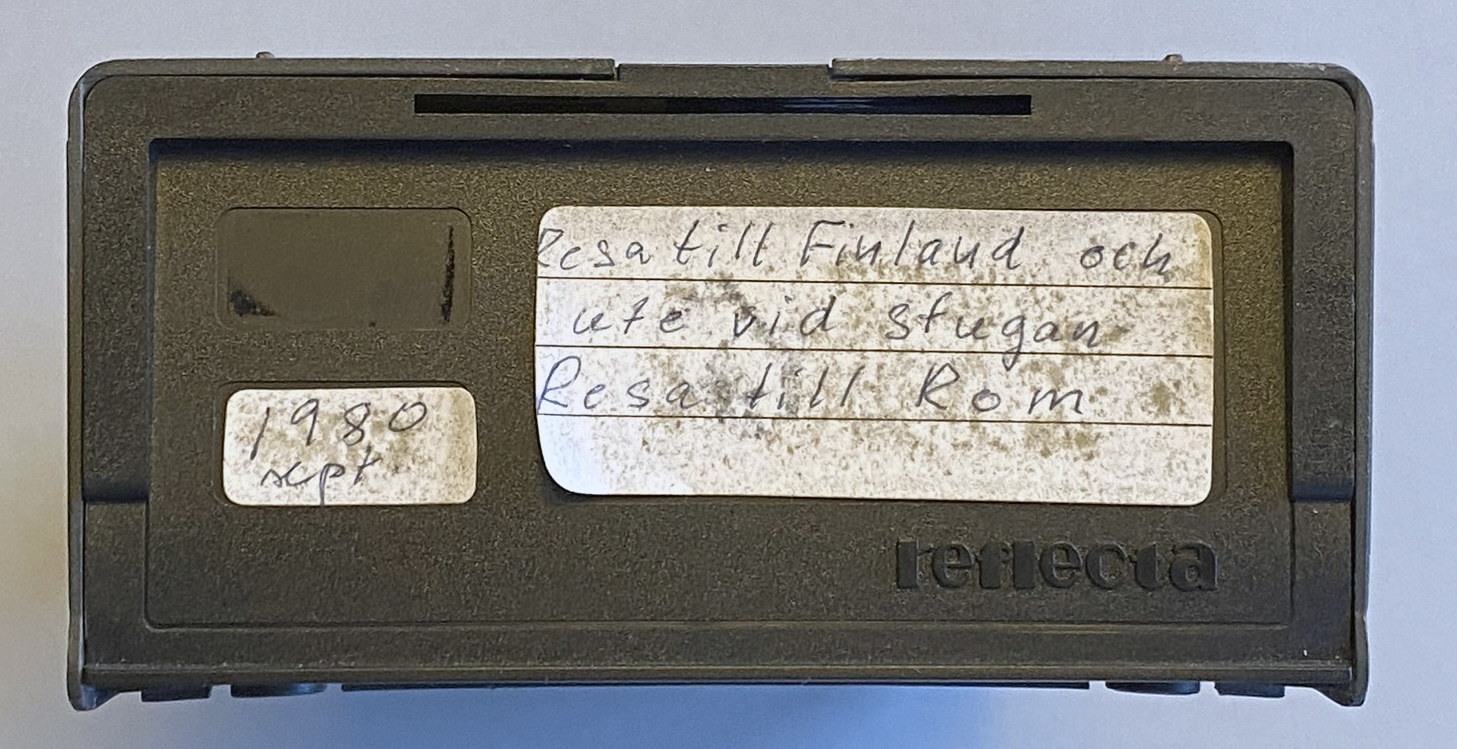 Resa till Finland och
ute vid stugan
Resa till Rom
1980
sept.
reflecta